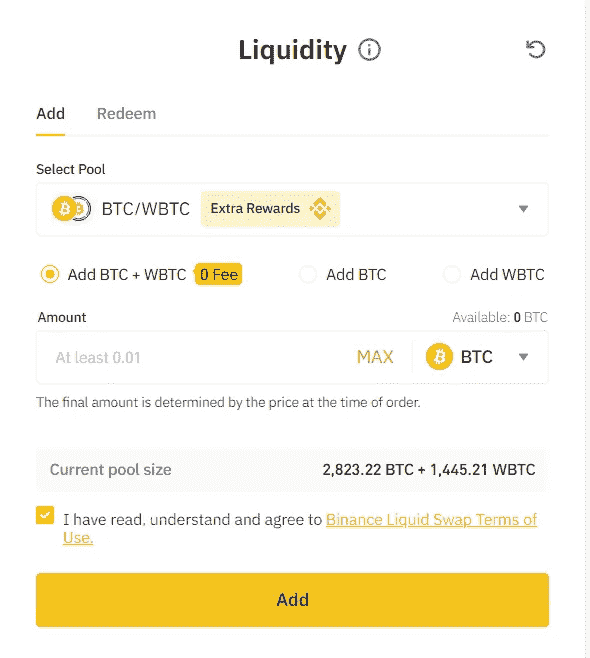 Liquidity
Add Redeem
Select Pool
BTC/WBTC Extra Rewards
Add BTC + WBTC 0 Fee Add BTC Add WBTC
Amount Available: 0 BTC
At least 0.01 MAX BTC
The final amount is determined by the price at the time of order.
Current pool size 2,823.22 BTC + 1,445.21 WBTC
I have read, understand and agree to Binance Liquid Swap Terms of
Use.
Add